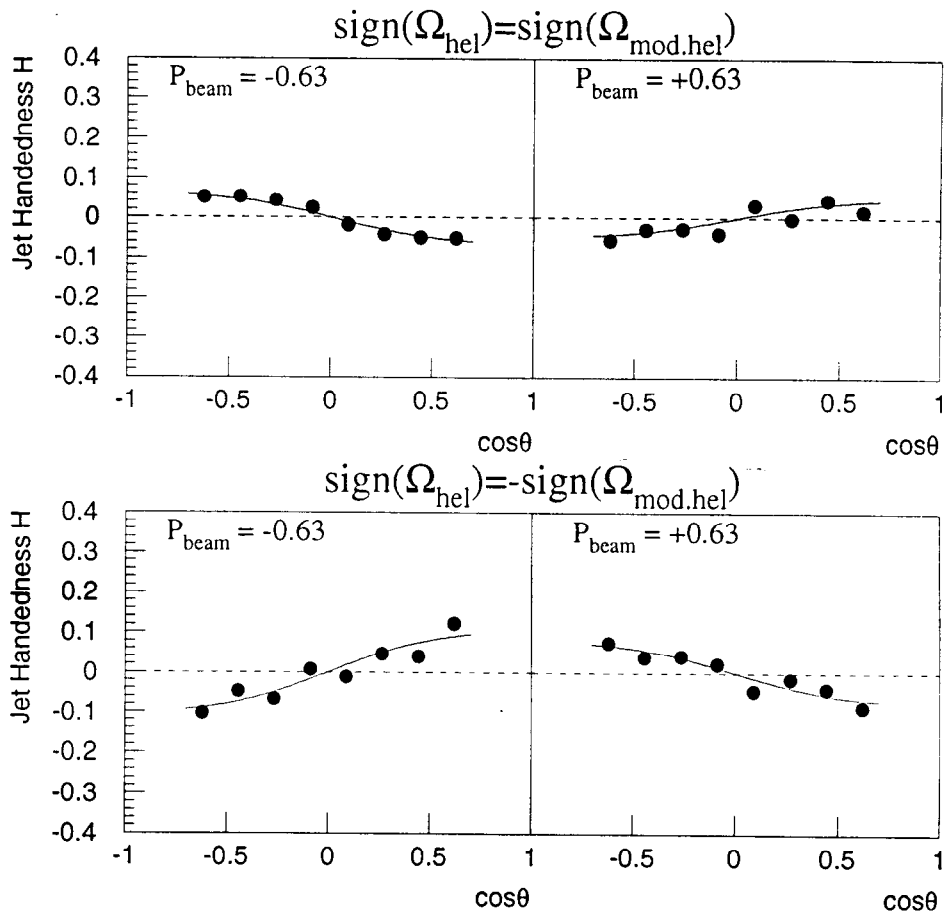 sign(Ω_hel)=sign(Ω_mod.hel)
P_beam = -0.63
P_beam = +0.63
Jet Handedness H
0.4
0.3
0.2
0.1
0
-0.1
-0.2
-0.3
-0.4
-1 -0.5 0 0.5 1 -0.5 0 0.5 1
cosθ cosθ
sign(Ω_hel)=-sign(Ω_mod.hel)
P_beam = -0.63
P_beam = +0.63
Jet Handedness H
0.4
0.3
0.2
0.1
0
-0.1
-0.2
-0.3
-0.4
-1 -0.5 0 0.5 1 -0.5 0 0.5 1
cosθ cosθ